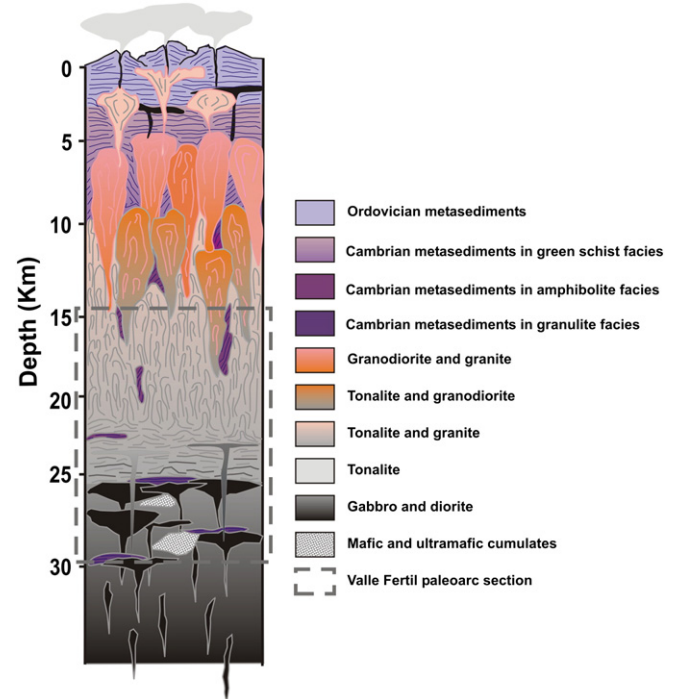 0
5
10
15
20
25
30
Depth (Km)
Ordovician metasediments
Cambrian metasediments in green schist facies
Cambrian metasediments in amphibolite facies
Cambrian metasediments in granulite facies
Granodiorite and granite
Tonalite and granodiorite
Tonalite and granite
Tonalite
Gabbro and diorite
Mafic and ultramafic cumulates
Valle Fertil paleoarc section